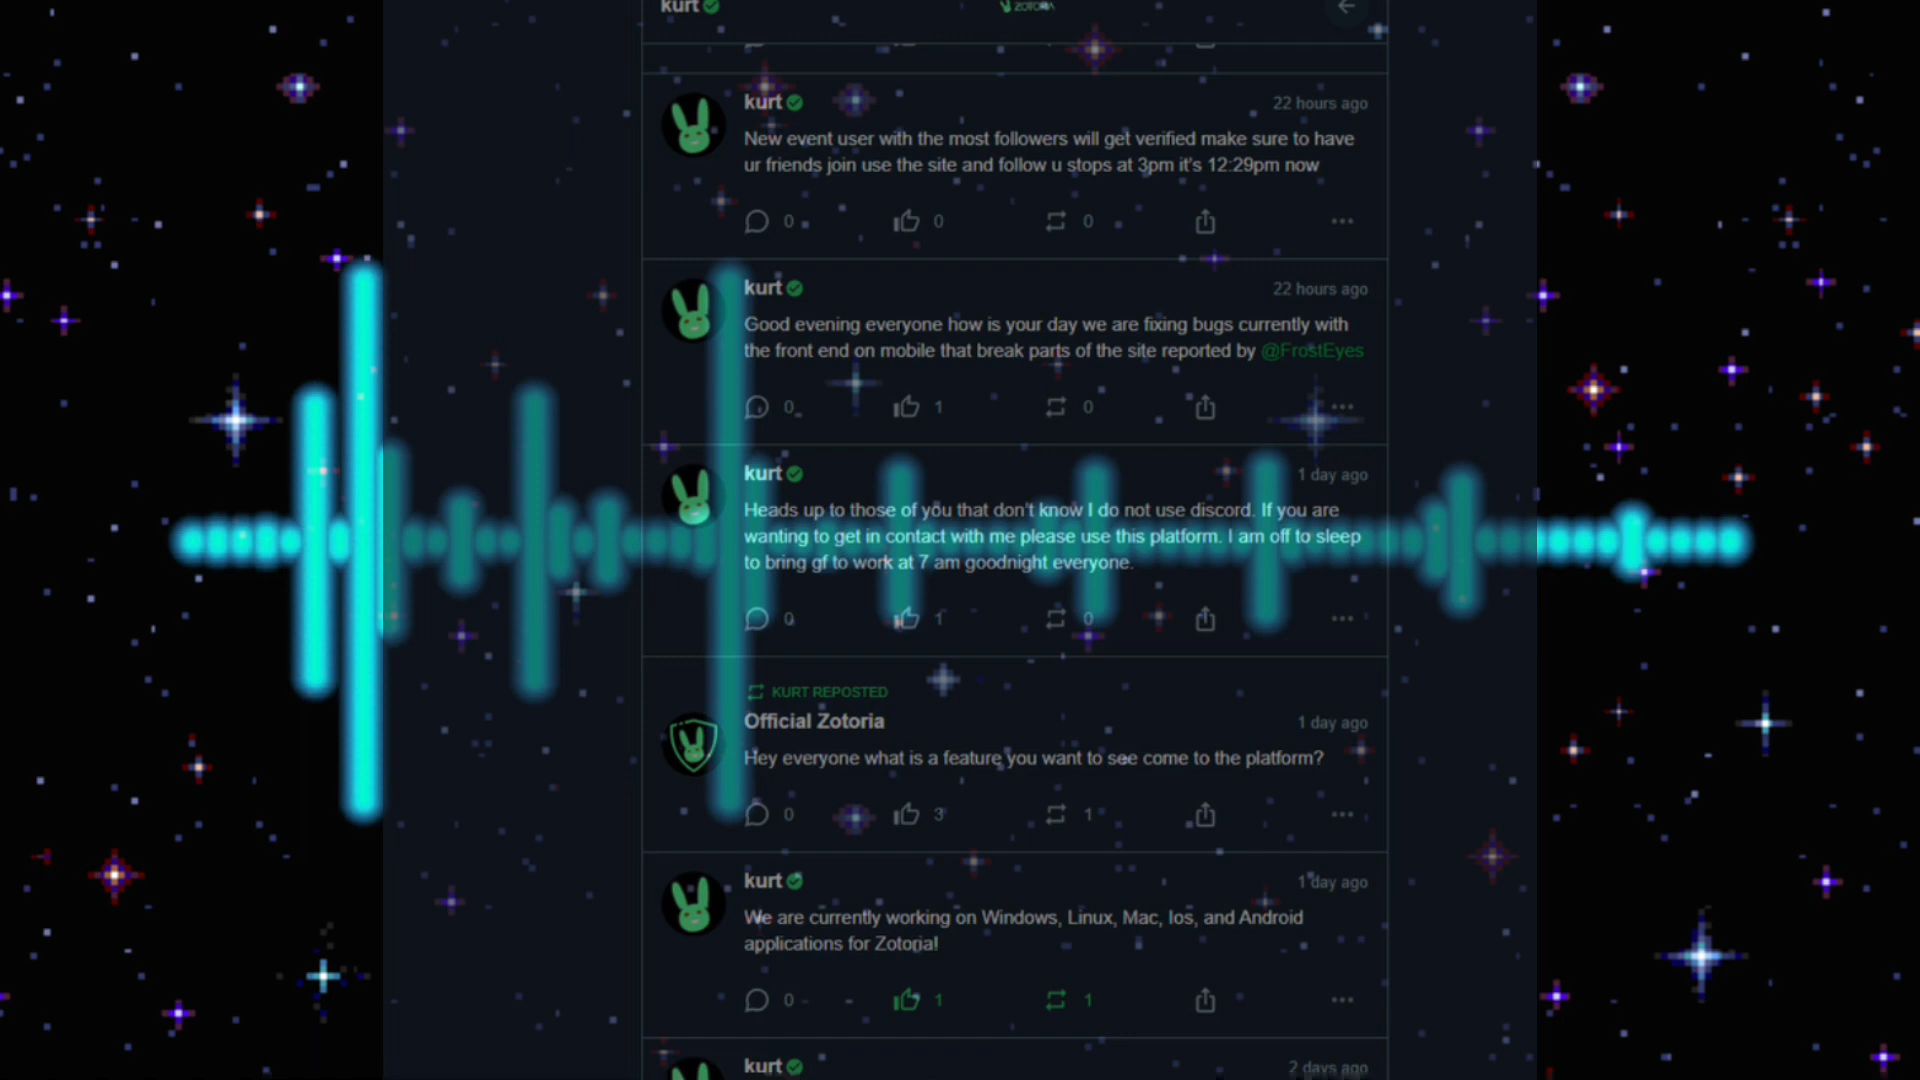 kurt
ZOTORIA
kurt
22 hours ago
New event user with the most followers will get verified make sure to have
ur friends join use the site and follow u stops at 3pm it's 12:29pm now
0 0 0
kurt
22 hours ago
Good evening everyone how is your day we are fixing bugs currently with
the front end on mobile that break parts of the site reported by @FrostEyes
0 1 0
kurt
1 day ago
Heads up to those of you that don't know I do not use discord. If you are
wanting to get in contact with me please use this platform. I am off to sleep
to bring gf to work at 7 am goodnight everyone.
0 1 0
KURT REPOSTED
Official Zotoria
1 day ago
Hey everyone what is a feature you want to see come to the platform?
0 3 1
kurt
1 day ago
We are currently working on Windows, Linux, Mac, Ios, and Android
applications for Zotoria!
0 1 1
kurt
2 days ago